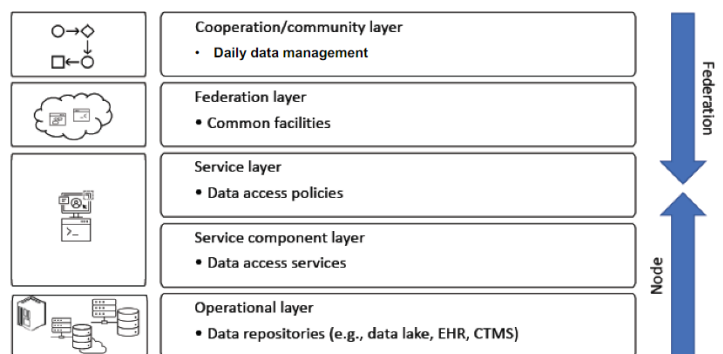 Cooperation/community layer
• Daily data management
Federation layer
• Common facilities
Service layer
• Data access policies
Service component layer
• Data access services
Operational layer
• Data repositories (e.g., data lake, EHR, CTMS)
Federation
Node